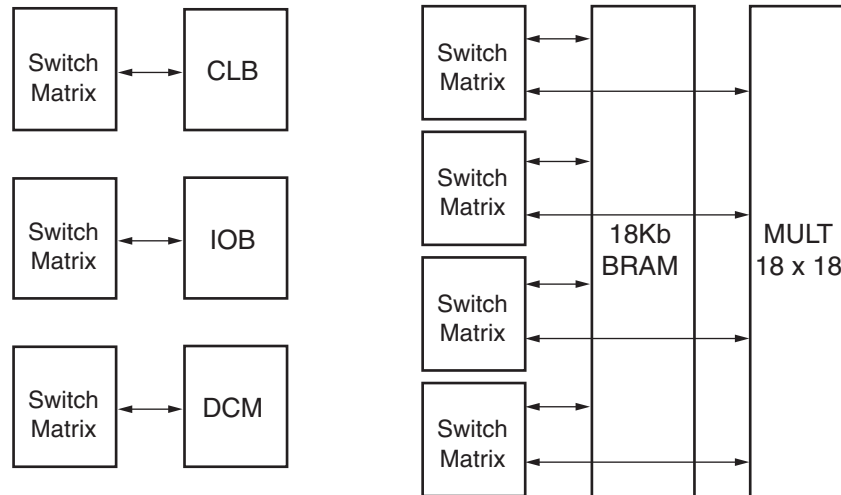 Switch
Matrix
CLB
Switch
Matrix
IOB
Switch
Matrix
DCM
Switch
Matrix
Switch
Matrix
Switch
Matrix
Switch
Matrix
18Kb
BRAM
MULT
18 x 18